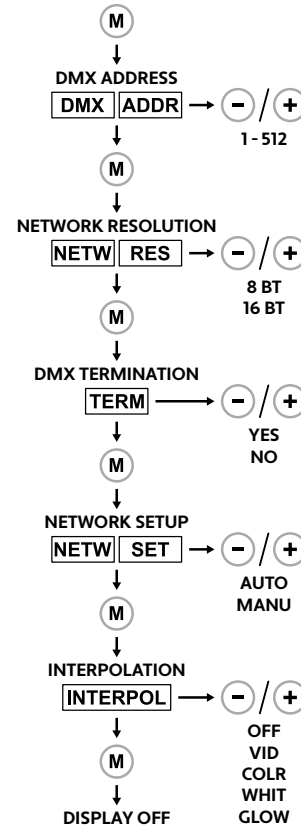 M
DMX ADDRESS
DMX ADDR - / +
1 - 512
M
NETWORK RESOLUTION
NETW RES - / +
8 BT
16 BT
M
DMX TERMINATION
TERM - / +
YES
NO
M
NETWORK SETUP
NETW SET - / +
AUTO
MANU
M
INTERPOLATION
INTERPOL - / +
OFF
VID
COLR
WHIT
GLOW
M
DISPLAY OFF